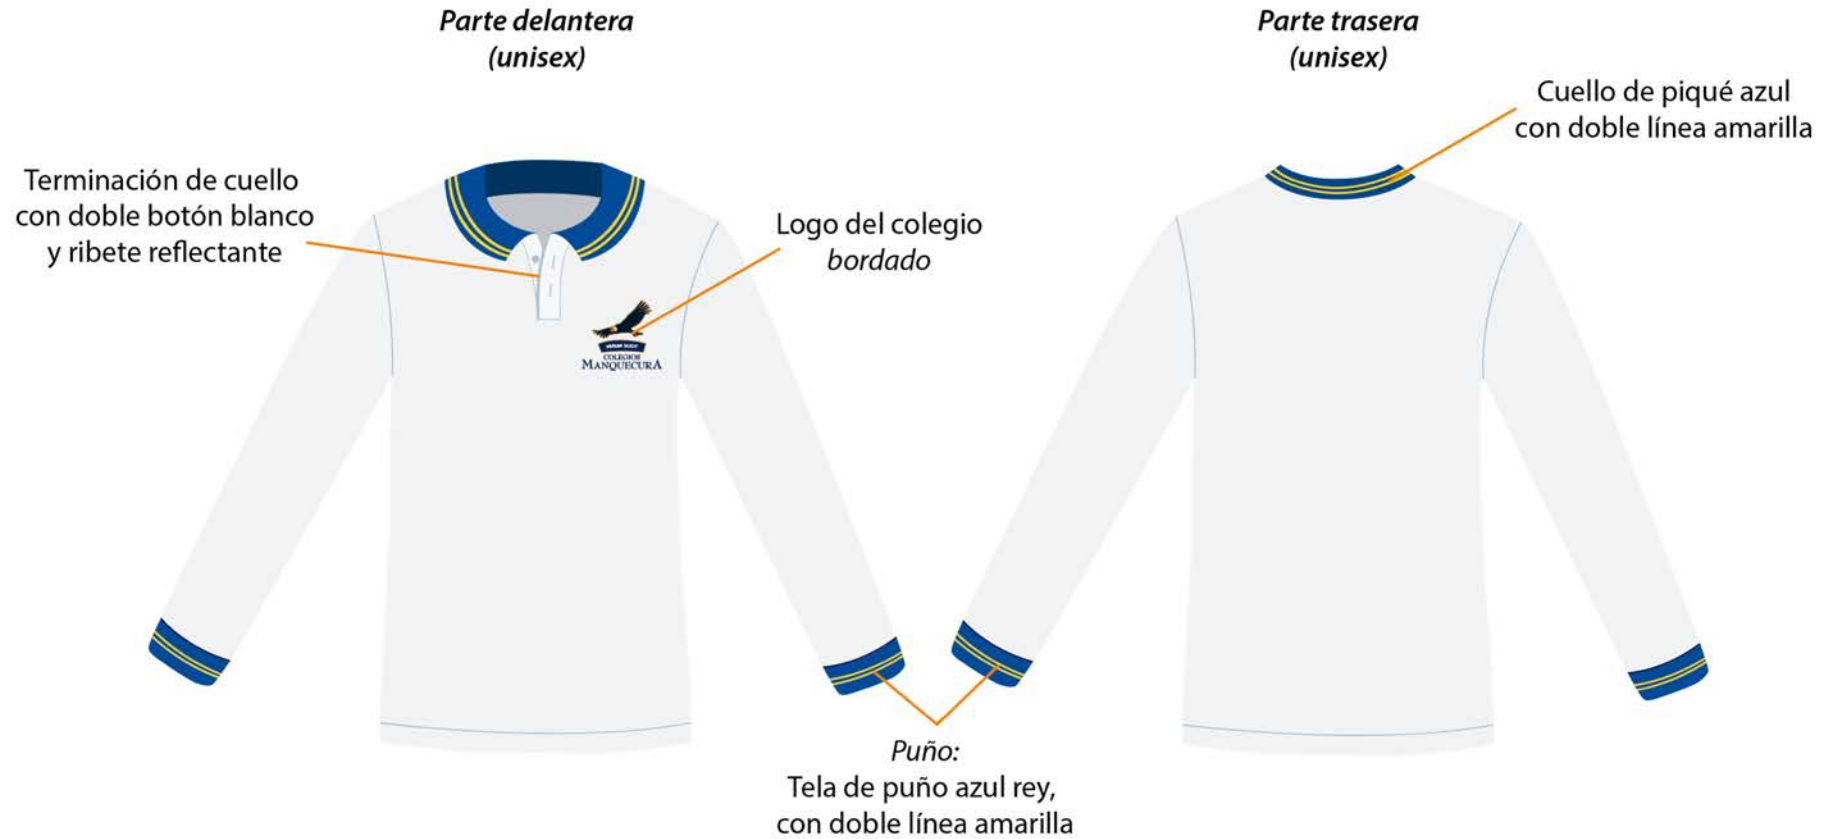 Parte delantera
(unisex)
Parte trasera
(unisex)
Cuello de piqué azul
con doble línea amarilla
Terminación de cuello
con doble botón blanco
y ribete reflectante
Logo del colegio
bordado
COLEGIOS
MANQUECURA
Puño:
Tela de puño azul rey,
con doble línea amarilla